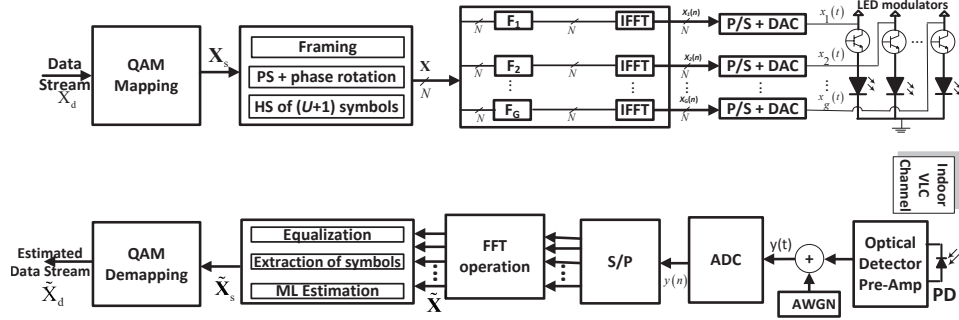 Data
Stream
X_d
QAM
Mapping
X_s
Framing
PS + phase rotation
HS of (U+1) symbols
X
N
N
F_1
N
IFFT
X_1(n)
N
P/S + DAC
x_1(t)
LED modulators
N
F_2
N
IFFT
X_2(n)
N
P/S + DAC
x_2(t)
...
⋮
⋮
⋮
⋮
N
F_G
N
IFFT
X_G(n)
N
P/S + DAC
x_g(t)
Indoor
VLC
Channel
Estimated
Data Stream
X̃_d
QAM
Demapping
X̃_s
Equalization
Extraction of symbols
ML Estimation
X̃
FFT
operation
S/P
y(n)
ADC
y(t)
+
AWGN
Optical
Detector
Pre-Amp
PD